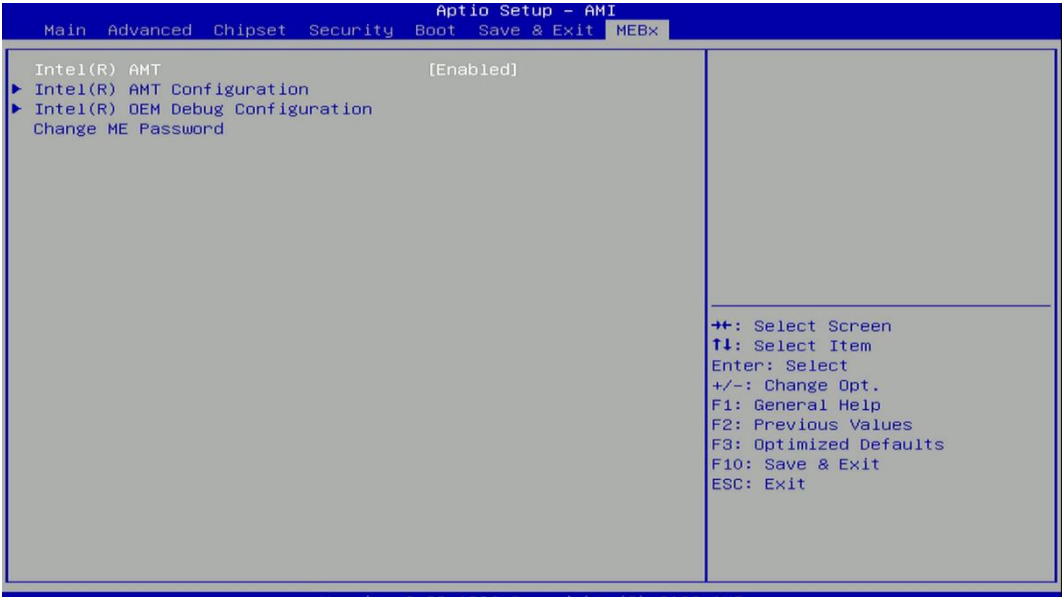 Aptio Setup – AMI
Main Advanced Chipset Security Boot Save & Exit MEBx
Intel(R) AMT [Enabled]
▶ Intel(R) AMT Configuration
▶ Intel(R) OEM Debug Configuration
Change ME Password
→←: Select Screen
↑↓: Select Item
Enter: Select
+/-: Change Opt.
F1: General Help
F2: Previous Values
F3: Optimized Defaults
F10: Save & Exit
ESC: Exit